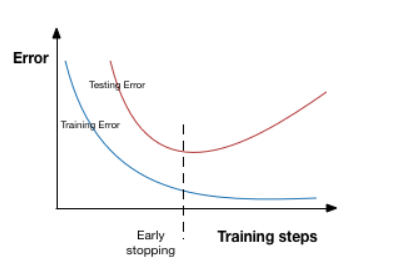 Error
Testing Error
Training Error
Early
stopping
Training steps